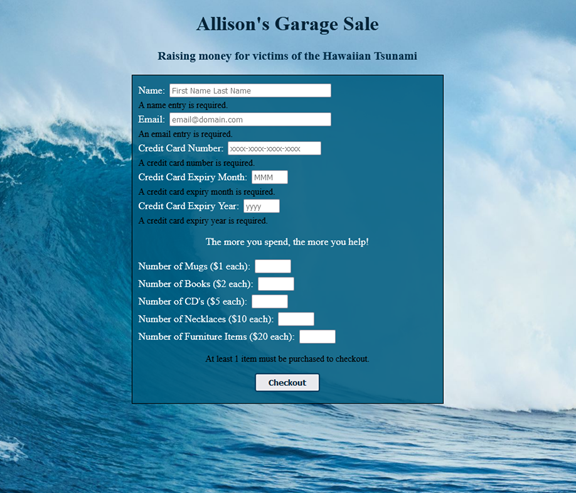 Allison's Garage Sale
Raising money for victims of the Hawaiian Tsunami
Name: First Name Last Name
A name entry is required.
Email: email@domain.com
An email entry is required.
Credit Card Number: xxxx-xxxx-xxxx-xxxx
A credit card number is required.
Credit Card Expiry Month: MMM
A credit card expiry month is required.
Credit Card Expiry Year: yyyy
A credit card expiry year is required.
The more you spend, the more you help!
Number of Mugs ($1 each):
Number of Books ($2 each):
Number of CD's ($5 each):
Number of Necklaces ($10 each):
Number of Furniture Items ($20 each):
At least 1 item must be purchased to checkout.
Checkout